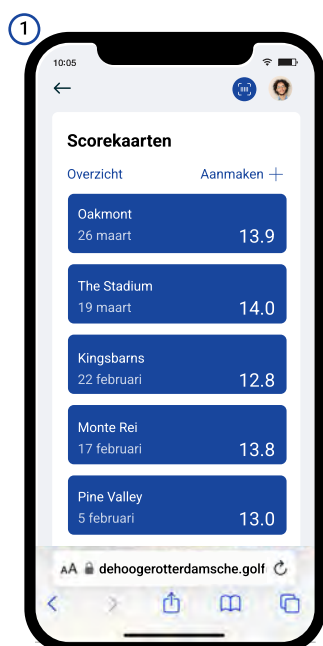 1
10:05
Scorekaarten
Overzicht Aanmaken +
Oakmont
26 maart 13.9
The Stadium
19 maart 14.0
Kingsbarns
22 februari 12.8
Monte Rei
17 februari 13.8
Pine Valley
5 februari 13.0
AA dehoogerotterdamsche.golf